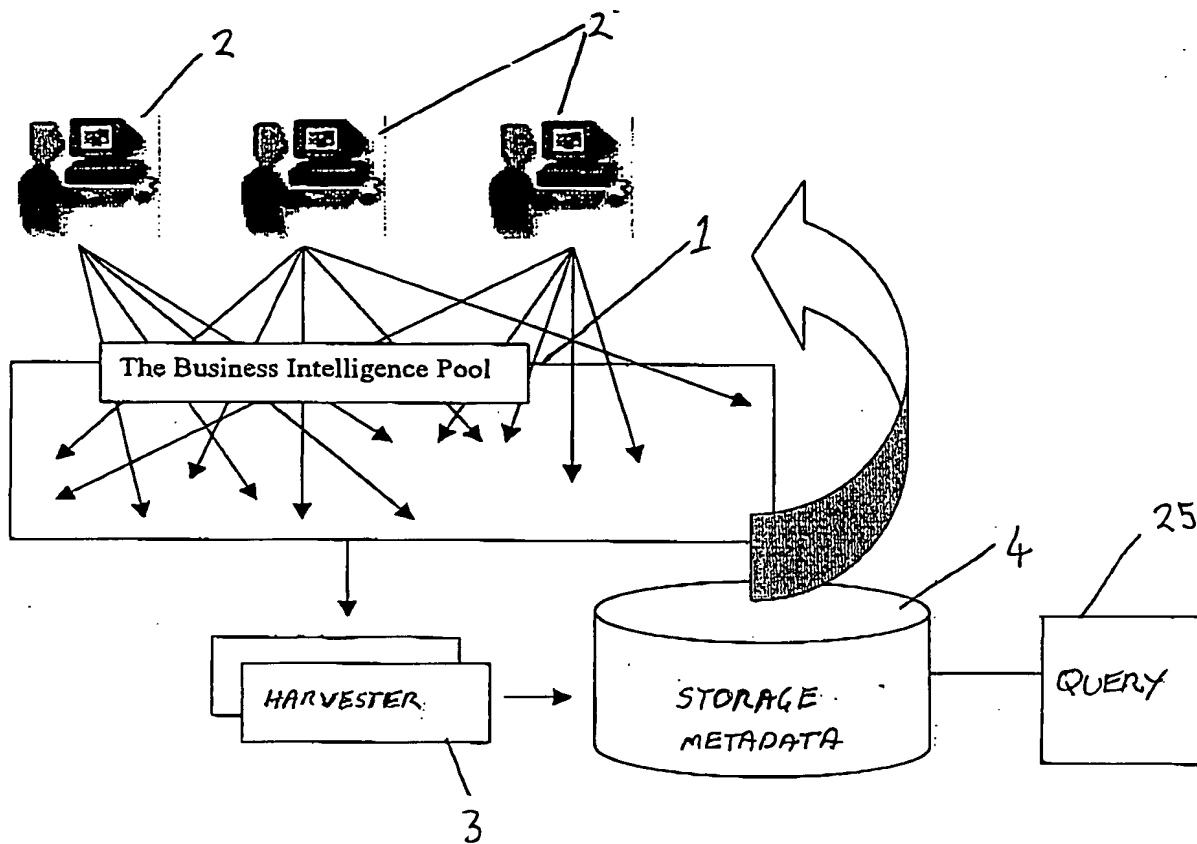 2
2
1
The Business Intelligence Pool
25
4
HARVESTER
STORAGE
METADATA
QUERY
3